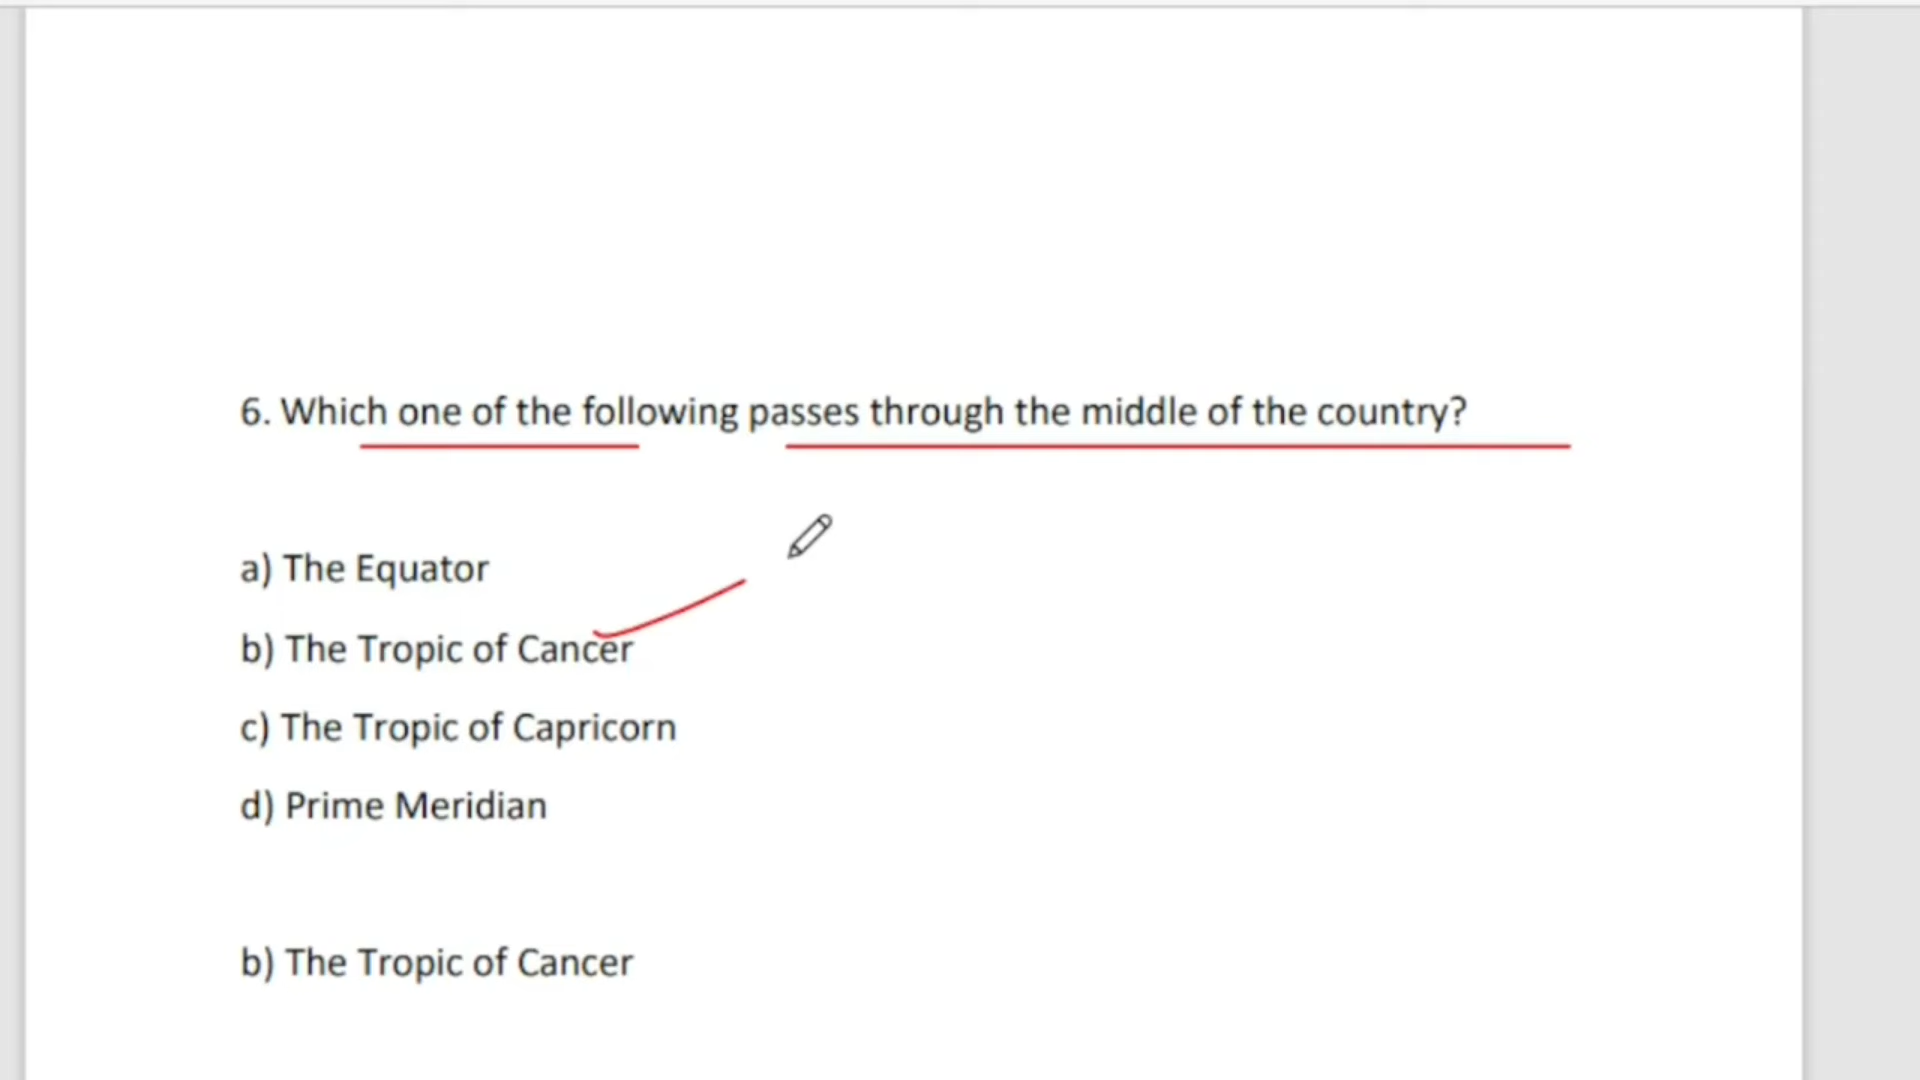 6. Which one of the following passes through the middle of the country?
a) The Equator
b) The Tropic of Cancer
c) The Tropic of Capricorn
d) Prime Meridian
b) The Tropic of Cancer